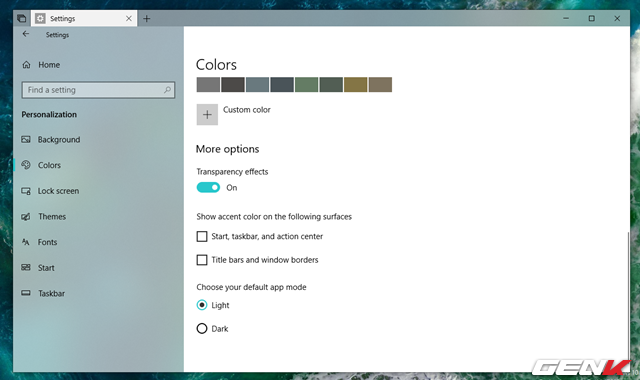 Settings
Settings
Home
Find a setting
Personalization
Background
Colors
Lock screen
Themes
Fonts
Start
Taskbar
Colors
Custom color
More options
Transparency effects
On
Show accent color on the following surfaces
Start, taskbar, and action center
Title bars and window borders
Choose your default app mode
Light
Dark
GENK